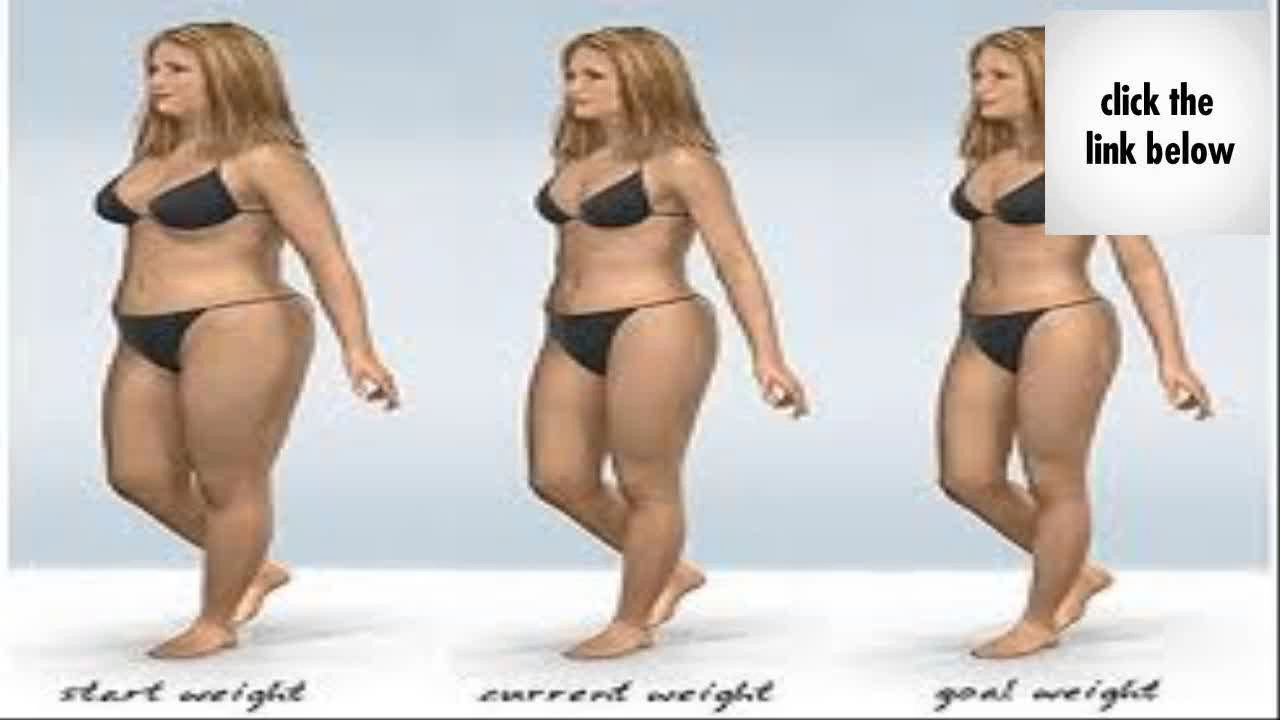 click the
link below
start weight
current weight
goal weight